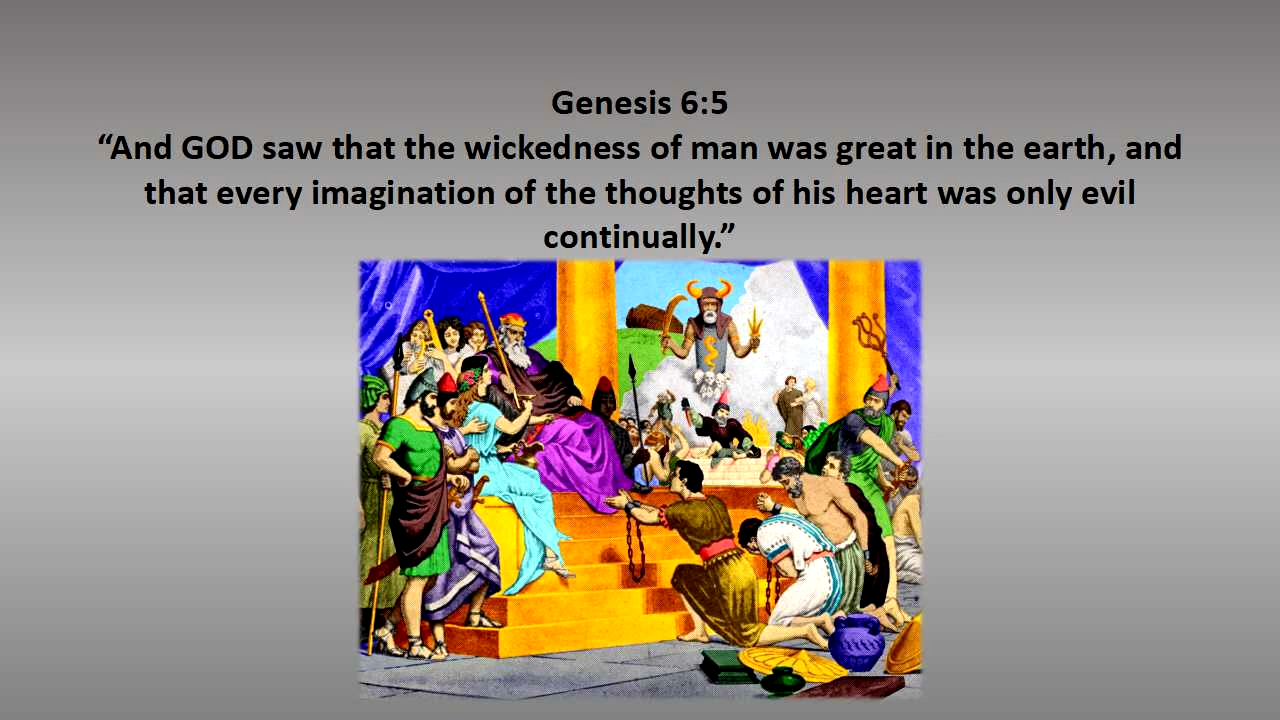 Genesis 6:5
“And GOD saw that the wickedness of man was great in the earth, and
that every imagination of the thoughts of his heart was only evil
continually.”